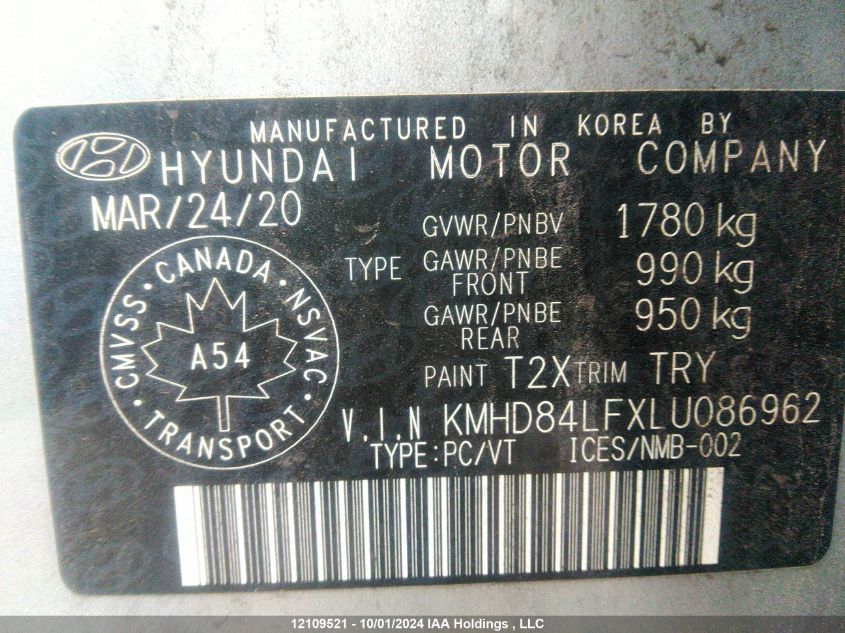 MANUFACTURED IN KOREA BY
HYUNDAI MOTOR COMPANY
MAR/24/20
GVWR/PNBV 1780 kg
TYPE GAWR/PNBE FRONT 990 kg
GAWR/PNBE REAR 950 kg
PAINT T2X TRIM TRY
CMVSS · CANADA · NSVAC · TRANSPORT ·
A54
V.I.N KMHD84LFXLU086962
TYPE:PC/VT ICES/NMB-002
12109521 - 10/01/2024 IAA Holdings , LLC